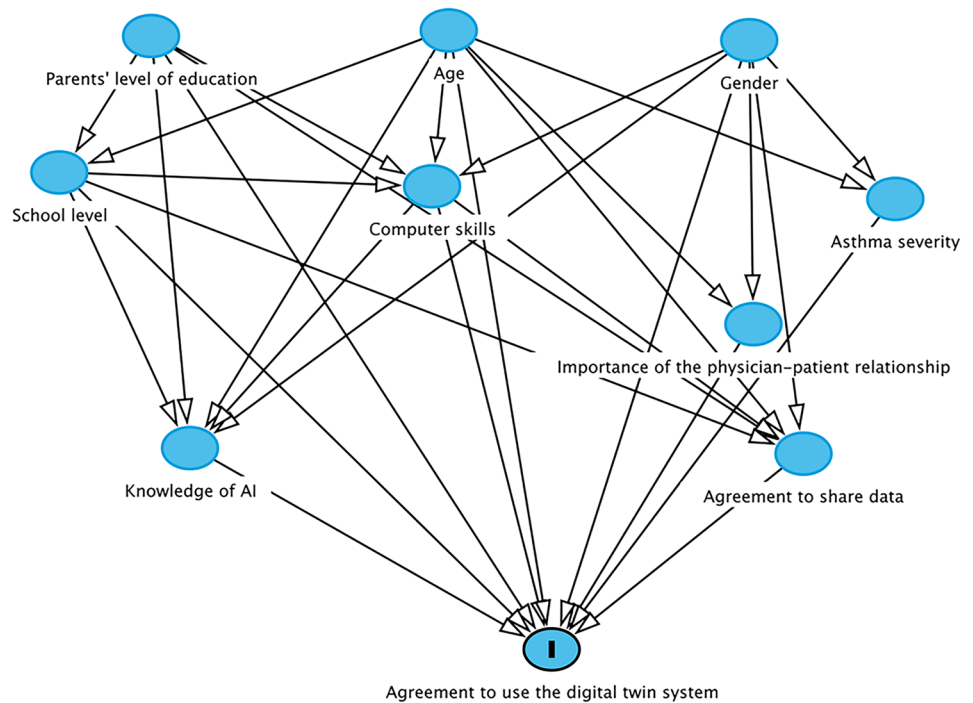 Parents' level of education
Age
Gender
School level
Computer skills
Asthma severity
Importance of the physician–patient relationship
Knowledge of AI
Agreement to share data
I
Agreement to use the digital twin system